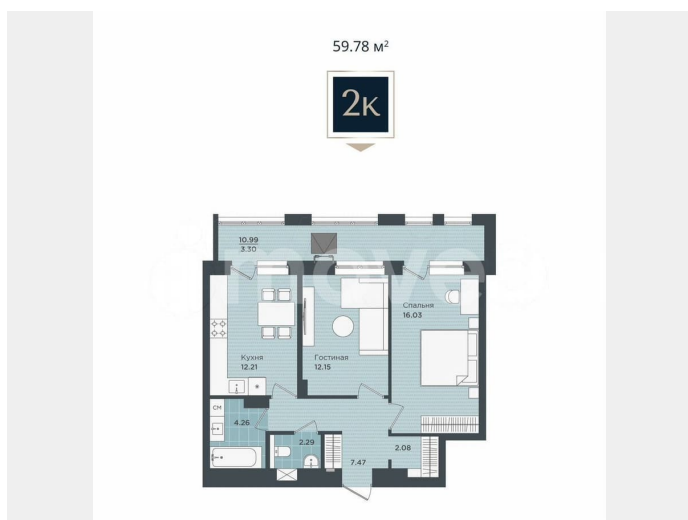 59.78 м²
2К
10.99
3.30
move
Спальня
16.03
Кухня
12.21
Гостиная
12.15
СМ
4.26
2.29
7.47
2.08